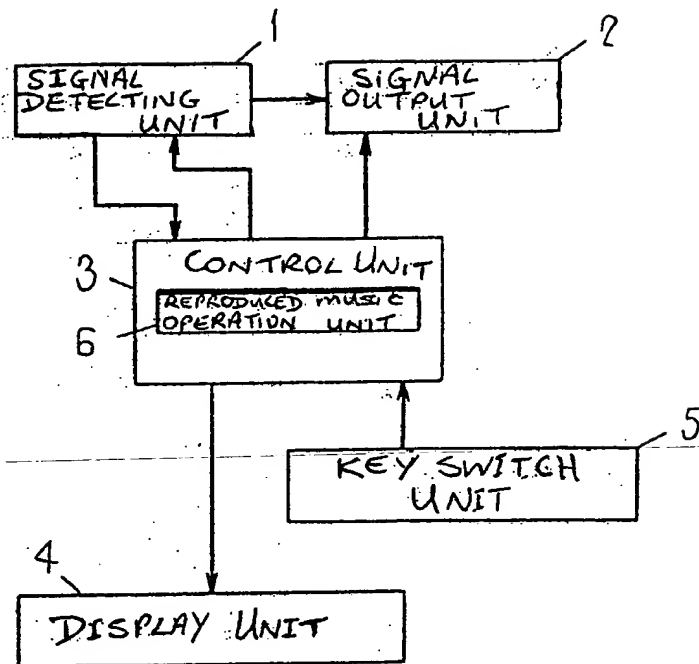 1
2
SIGNAL
DETECTING
UNIT
SIGNAL
OUTPUT
UNIT
3
CONTROL UNIT
REPRODUCED MUSIC
OPERATION UNIT
6
5
KEY SWITCH
UNIT
4
DISPLAY UNIT